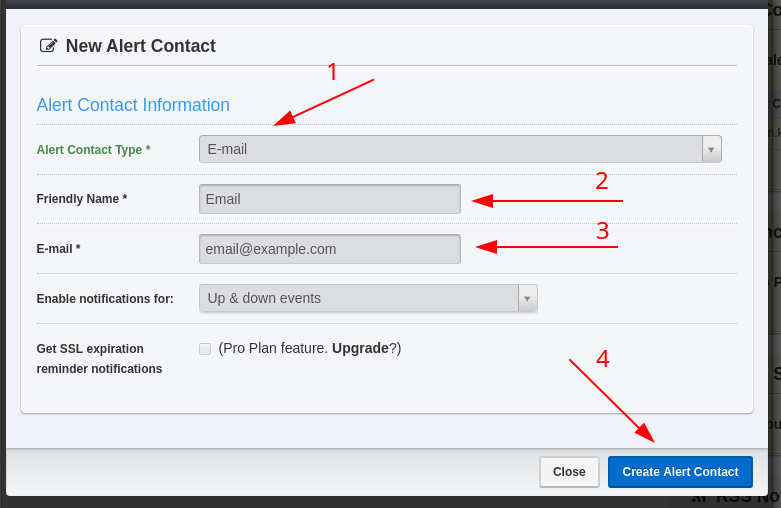 New Alert Contact
1
Alert Contact Information
Alert Contact Type *
E-mail
2
Friendly Name *
Email
3
E-mail *
email@example.com
Enable notifications for:
Up & down events
Get SSL expiration
reminder notifications
(Pro Plan feature. Upgrade?)
4
Close
Create Alert Contact